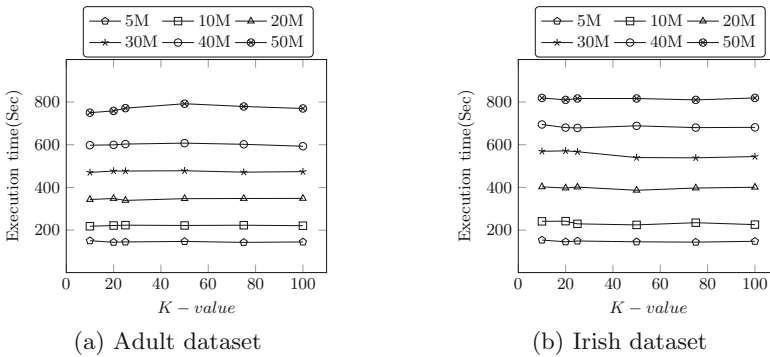 5M 10M 20M
30M 40M 50M
Execution time(Sec)
800
600
400
200
0 20 40 60 80 100
K − value
(a) Adult dataset
5M 10M 20M
30M 40M 50M
Execution time(Sec)
800
600
400
200
0 20 40 60 80 100
K − value
(b) Irish dataset